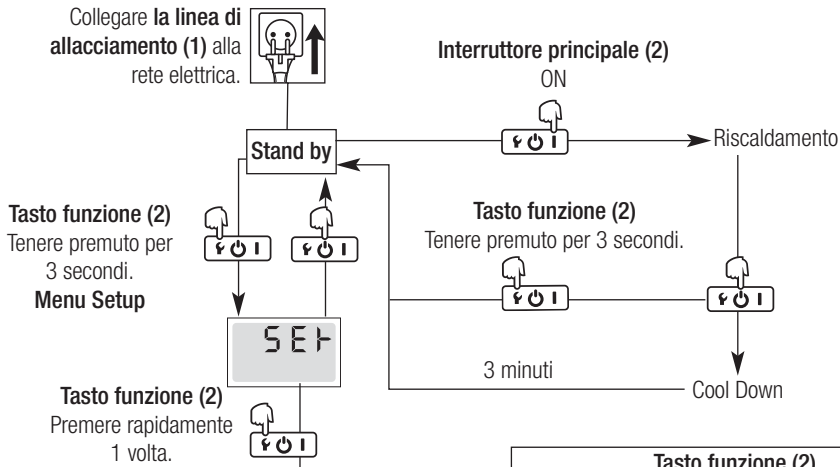 Collegare la linea di
allacciamento (1) alla
rete elettrica.
Interruttore principale (2)
ON
Stand by
Riscaldamento
Tasto funzione (2)
Tenere premuto per
3 secondi.
Menu Setup
Tasto funzione (2)
Tenere premuto per 3 secondi.
SEt
3 minuti
Cool Down
Tasto funzione (2)
Premere rapidamente
1 volta.
Tasto funzione (2)